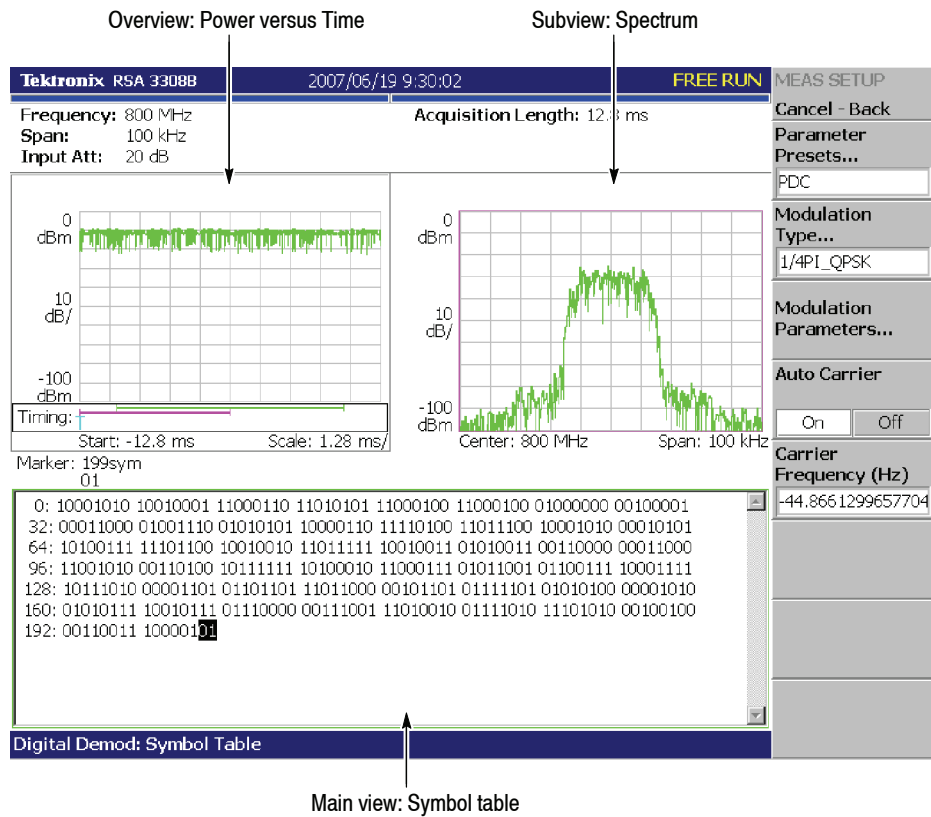 Overview: Power versus Time
Subview: Spectrum
Tektronix RSA 3308B 2007/06/19 9:30:02 FREE RUN
MEAS SETUP
Frequency: 800 MHz
Span: 100 kHz
Input Att: 20 dB
Acquisition Length: 12.8 ms
Cancel - Back
Parameter
Presets...
PDC
Modulation
Type...
1/4PI_QPSK
Modulation
Parameters...
Auto Carrier
On Off
Carrier
Frequency (Hz)
-44.8661299657704
0
dBm
10
dB/
-100
dBm
Timing:
Start: -12.8 ms Scale: 1.28 ms/
0
dBm
10
dB/
-100
dBm
Center: 800 MHz Span: 100 kHz
Marker: 199sym
01
0: 10001010 10010001 11000110 11010101 11000100 11000100 01000000 00100001
32: 00011000 01001110 01010101 10000110 11110100 11011100 10001010 00010101
64: 10100111 11101100 10010010 11011111 10010011 01010011 00110000 00011000
96: 11001010 00110100 10111111 10100010 11000111 01011001 01100111 10001111
128: 10111010 00001101 01101101 11011000 00101101 01111101 01010100 00001010
160: 01010111 10010111 01110000 00111001 11010010 01111010 11101010 00100100
192: 00110011 10000101
Digital Demod: Symbol Table
Main view: Symbol table